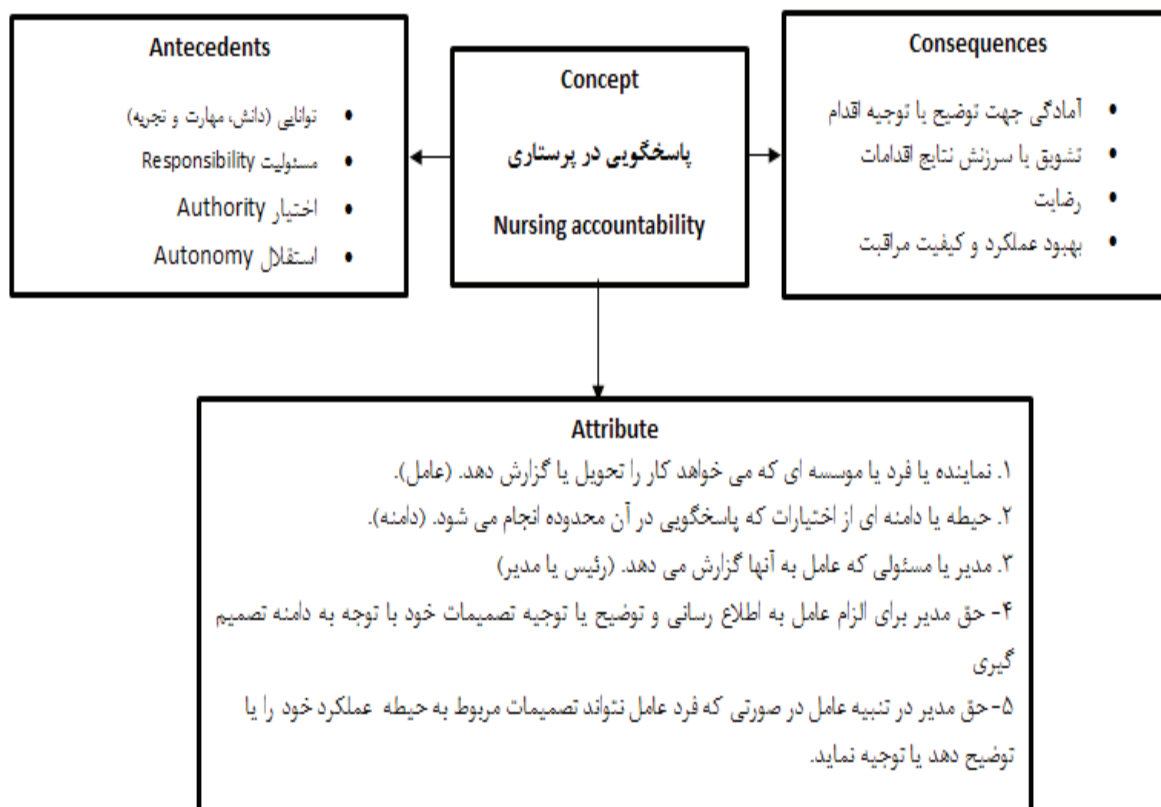 Antecedents
توانایی (دانش، مهارت و تجربه)
مسئولیت Responsibility
اختیار Authority
استقلال Autonomy
Concept
پاسخگویی در پرستاری
Nursing accountability
Consequences
آمادگی جهت توضیح یا توجیه اقدام
تشویق یا سرزنش نتایج اقدامات
رضایت
بهبود عملکرد و کیفیت مراقبت
Attribute
۱. نماینده یا فرد یا موسسه ای که می خواهد کار را تحویل یا گزارش دهد. (عامل).
۲. حیطه یا دامنه ای از اختیارات که پاسخگویی در آن محدوده انجام می شود. (دامنه).
۳. مدیر یا مسئولی که عامل به آنها گزارش می دهد. (رئیس یا مدیر)
۴- حق مدیر برای الزام عامل به اطلاع رسانی و توضیح یا توجیه تصمیمات خود با توجه به دامنه تصمیم
گیری
۵-حق مدیر در تنبیه عامل در صورتی که فرد عامل نتواند تصمیمات مربوط به حیطه عملکرد خود را یا
توضیح دهد یا توجیه نماید.